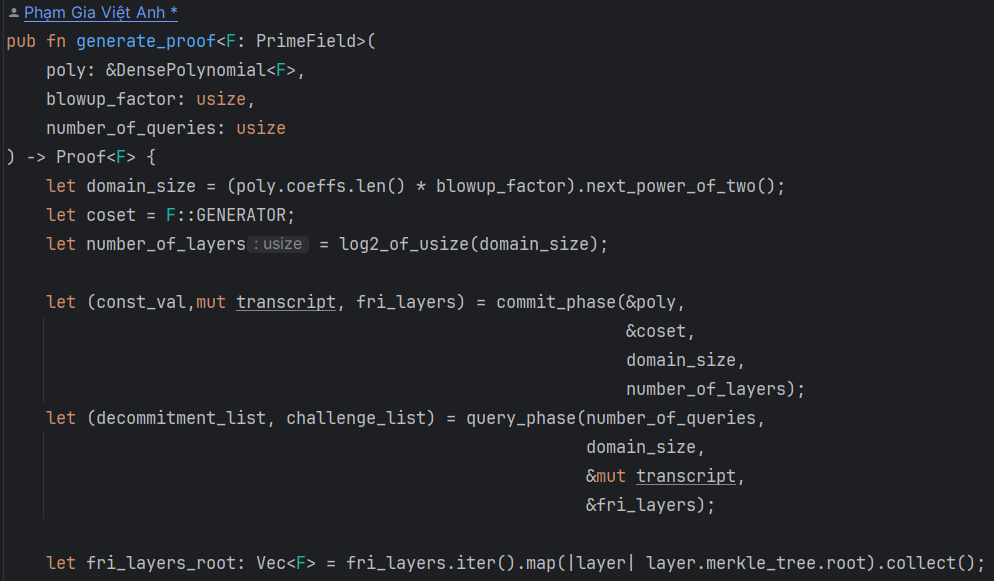 Phạm Gia Việt Anh *
pub fn generate_proof<F: PrimeField>(
    poly: &DensePolynomial<F>,
    blowup_factor: usize,
    number_of_queries: usize
) -> Proof<F> {
    let domain_size = (poly.coeffs.len() * blowup_factor).next_power_of_two();
    let coset = F::GENERATOR;
    let number_of_layers : usize = log2_of_usize(domain_size);
    let (const_val,mut transcript, fri_layers) = commit_phase(&poly,
                                                              &coset,
                                                              domain_size,
                                                              number_of_layers);
    let (decommitment_list, challenge_list) = query_phase(number_of_queries,
                                                          domain_size,
                                                          &mut transcript,
                                                          &fri_layers);
    let fri_layers_root: Vec<F> = fri_layers.iter().map(|layer| layer.merkle_tree.root).collect();